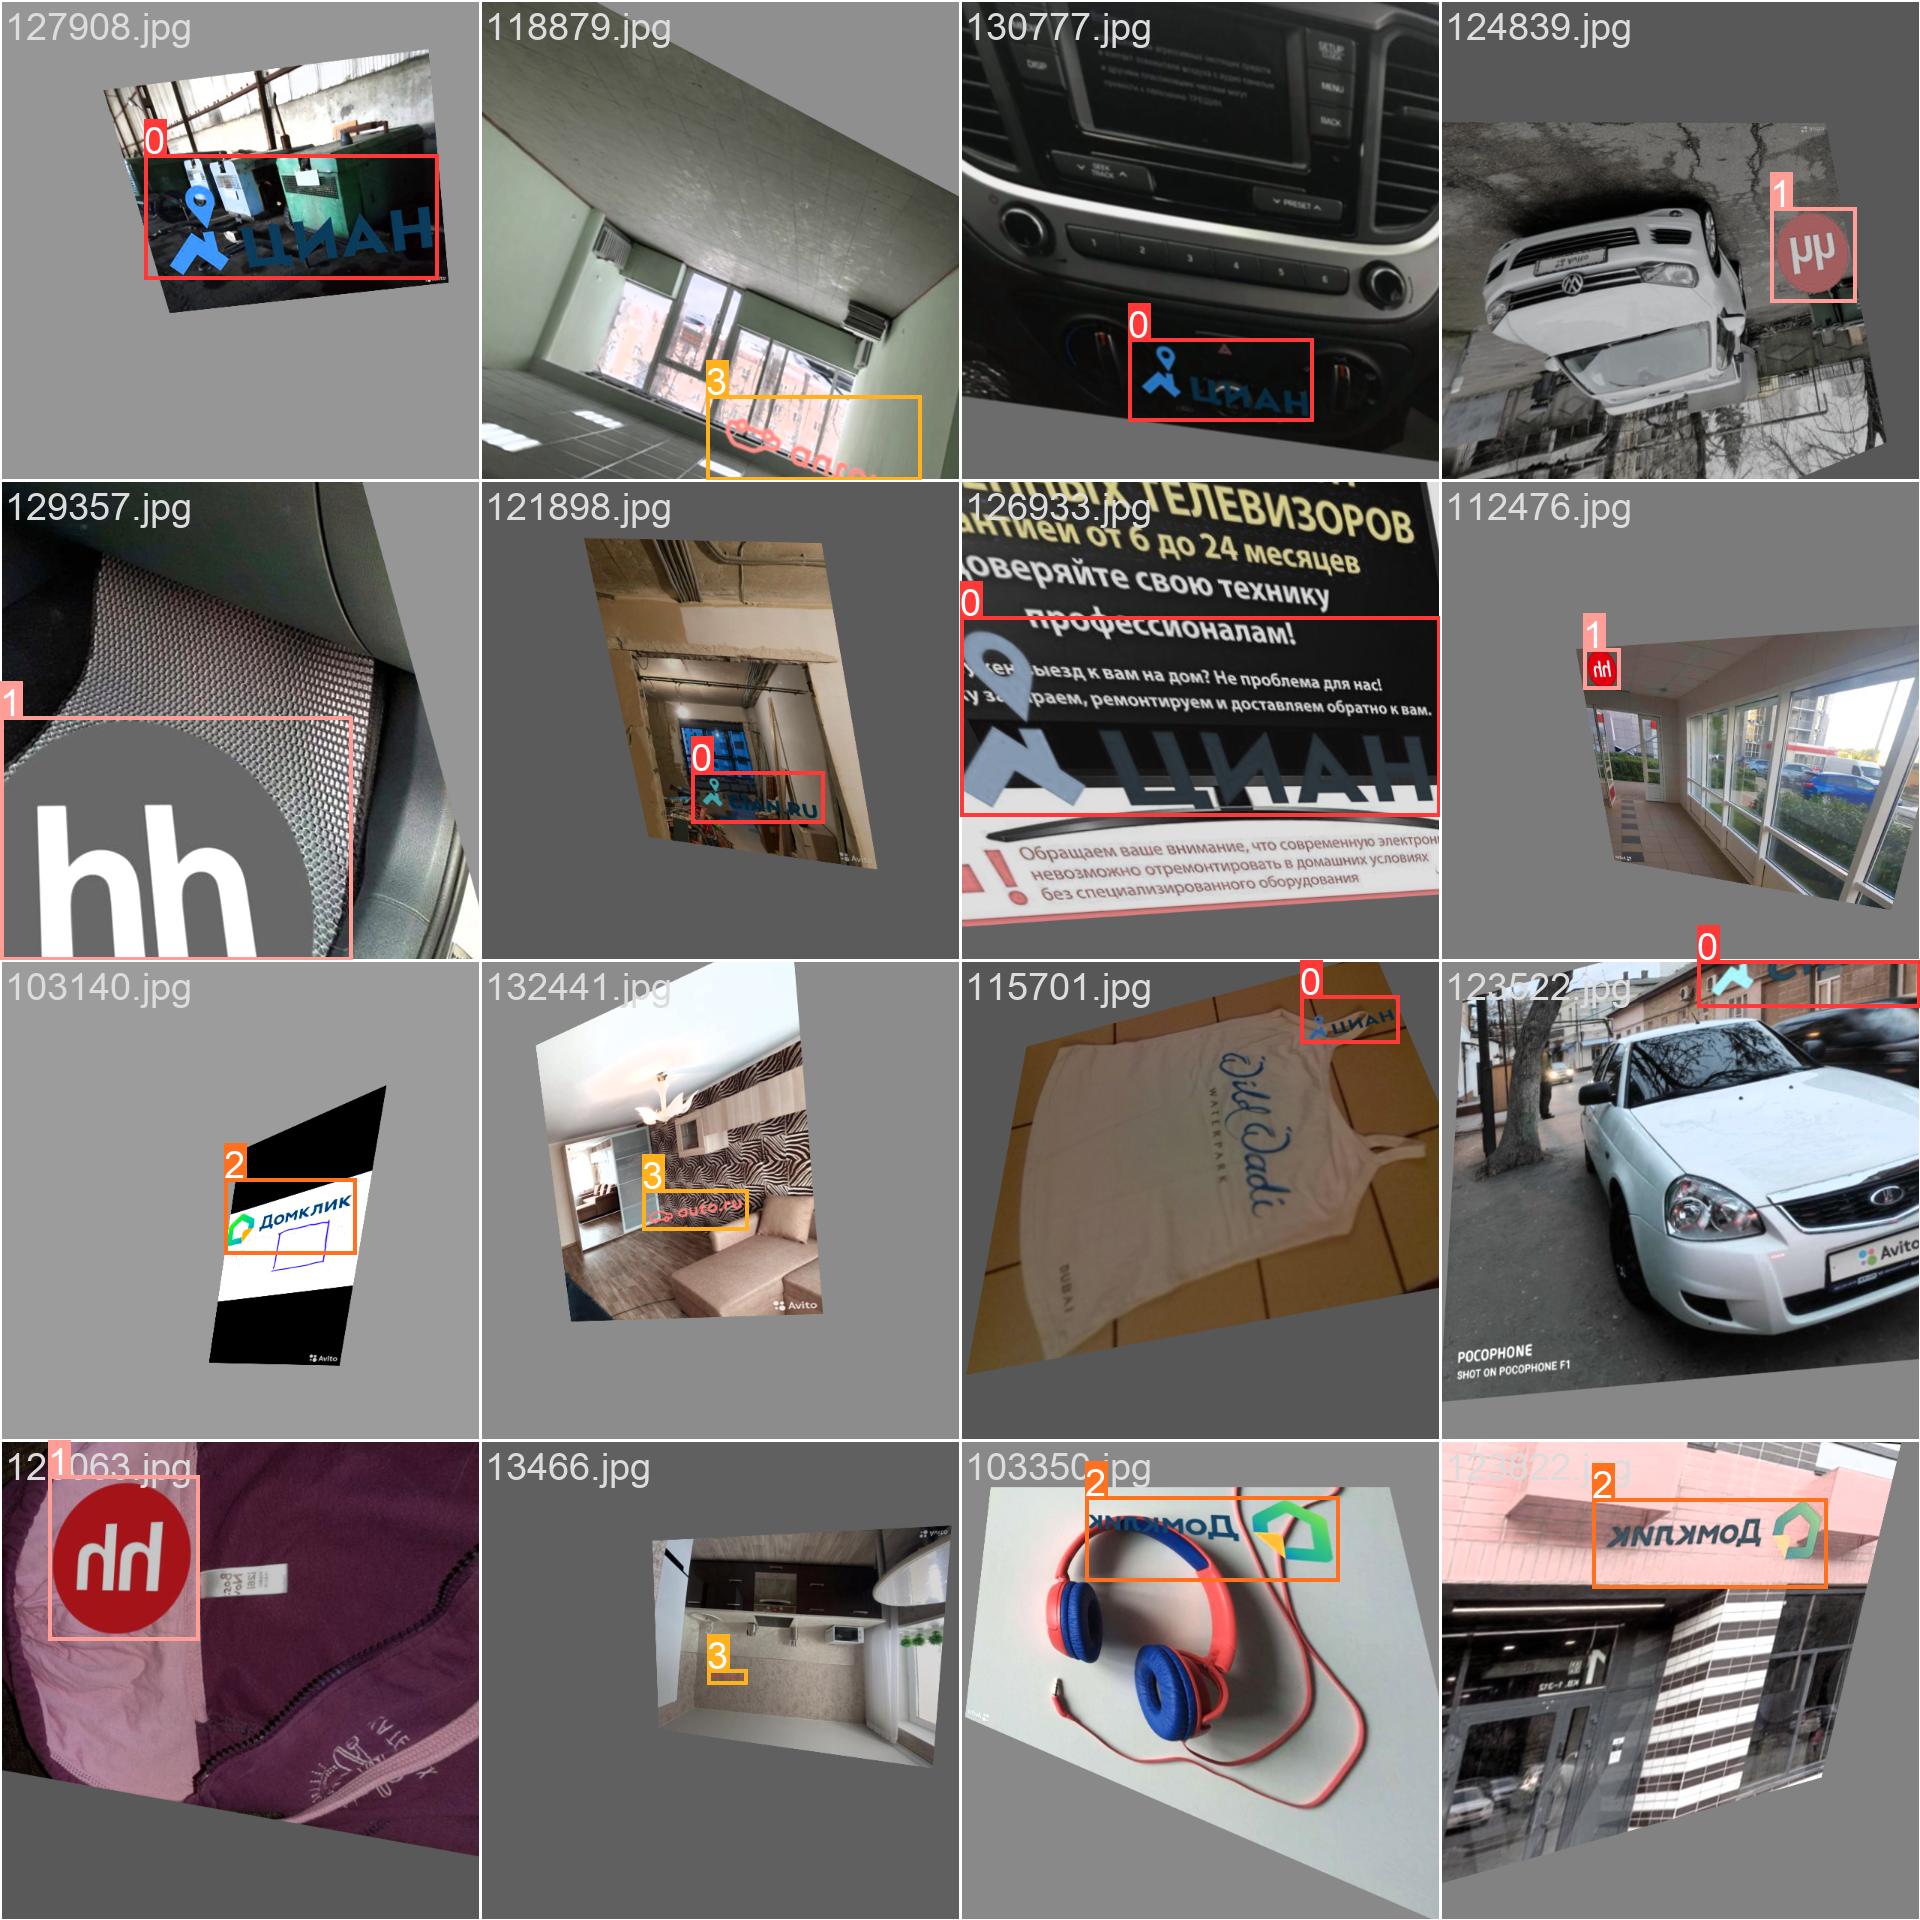 127908.jpg
118879.jpg
130777.jpg
124839.jpg
0
ЦИАН
3
DISP
SETUP
CLOCK
MENU
BACK
SEEK
TRACK
PRESET
1 2 3 4 5 6
0
ЦИАН
1
hh
129357.jpg
121898.jpg
126933.jpg
112476.jpg
1
hh
0
CIAN.RU
Avito
ТЕЛЕВИЗОРОВ
от 6 до 24 месяцев
доверяйте свою технику
профессионалам!
0
выезд к вам на дом? Не проблема для нас!
ремонтируем и доставляем обратно к вам.
ЦИАН
! Обращаем ваше внимание, что современную
невозможно отремонтировать в домашних условиях
без специализированного оборудования
1
hh
103140.jpg
132441.jpg
115701.jpg
123522.jpg
2
Домклик
Avito
3
auto.ru
Avito
0
ЦИАН
Wild Wadi
WATERPARK
DUBAI
0
Avito
POCOPHONE
SHOT ON POCOPHONE F1
121063.jpg
13466.jpg
103350.jpg
123822.jpg
1
hh
3
2
Домклик
2
Домклик